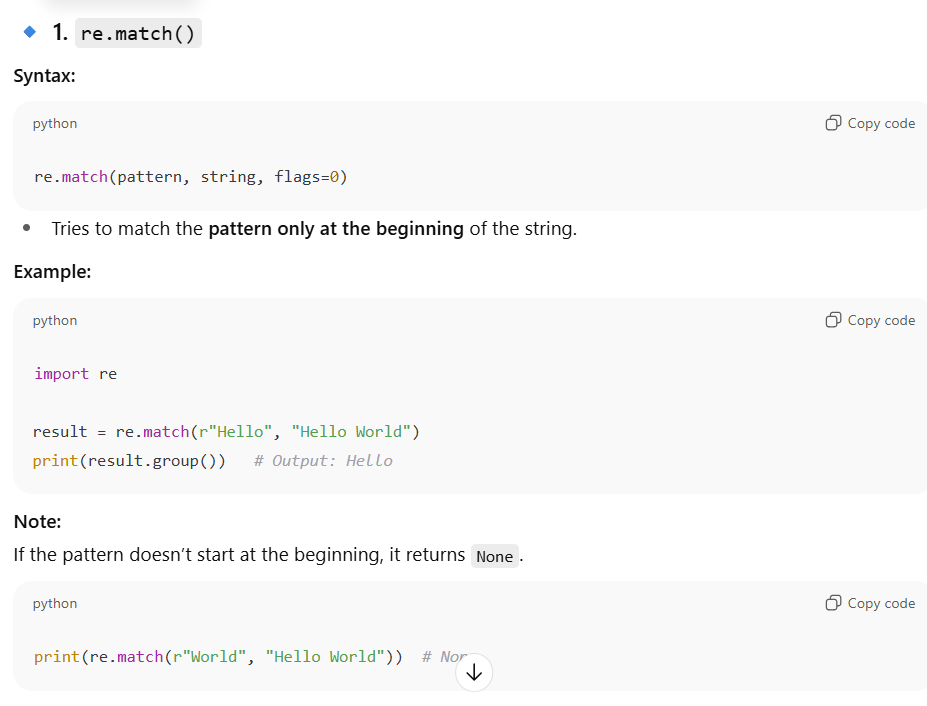 1. re.match()
Syntax:
python Copy code
re.match(pattern, string, flags=0)
• Tries to match the pattern only at the beginning of the string.
Example:
python Copy code
import re
result = re.match(r"Hello", "Hello World")
print(result.group())   # Output: Hello
Note:
If the pattern doesn’t start at the beginning, it returns None.
python Copy code
print(re.match(r"World", "Hello World"))  #